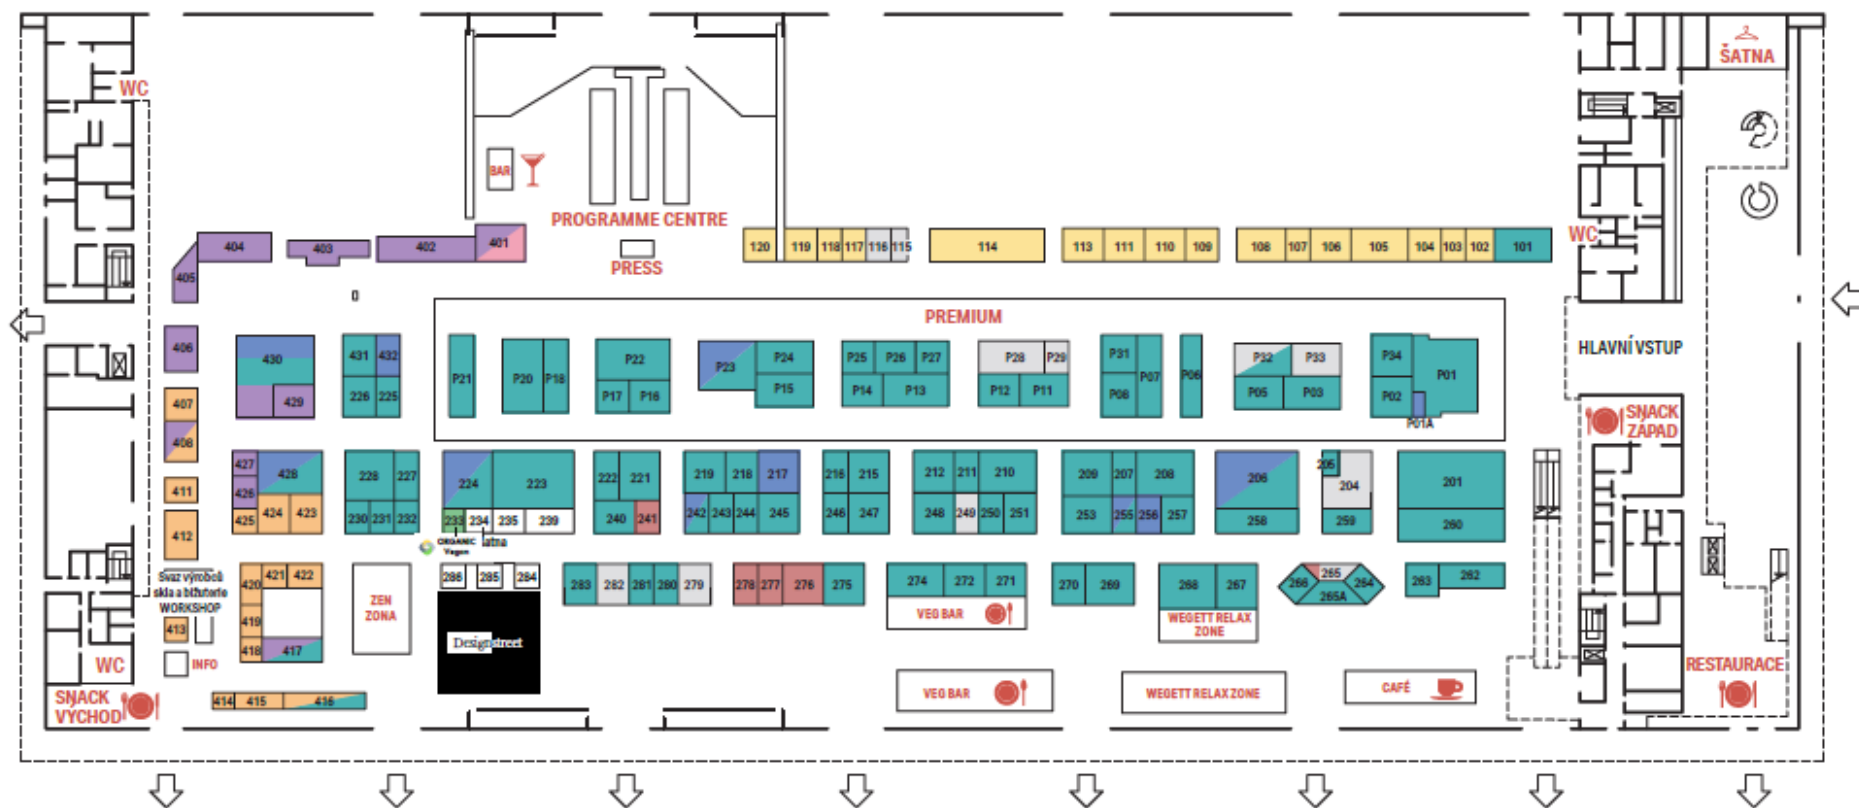 ŠATNA
WC
BAR
PROGRAMME CENTRE
PRESS
WC
404
403
402
401
405
120
119
118
117
116
115
114
113
111
110
109
108
107
106
105
104
103
102
101
PREMIUM
HLAVNÍ VSTUP
406
430
429
431
432
226
225
P21
P20
P18
P22
P17
P16
P23
P24
P15
P25
P26
P27
P14
P13
P28
P29
P12
P11
P31
P08
P07
P06
P32
P33
P05
P03
P34
P02
P01
P01A
407
408
SNACK
ZÁPAD
411
412
427
426
425
428
424
423
228
227
230
231
232
224
223
233
234
235
239
222
221
240
241
219
218
217
242
243
244
245
216
215
246
247
212
211
210
248
249
250
251
209
207
208
253
255
256
257
206
258
205
204
259
201
260
ORGANIC
Vegan
atna
Svaz výrobců
skla a bižuterie
WORKSHOP
413
INFO
420
421
422
419
418
417
ZEN
ZONA
286
285
284
Designstreet
283
282
281
280
279
278
277
276
275
274
272
271
VEG BAR
270
269
268
267
WEGETT RELAX
ZONE
266
265
264
265A
263
262
WC
SNACK
VÝCHOD
414
415
416
VEG BAR
WEGETT RELAX ZONE
CAFÉ
RESTAURACE